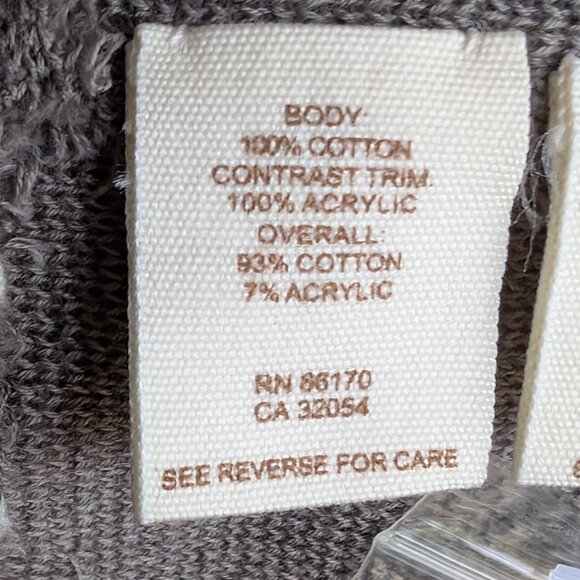 BODY:
100% COTTON
CONTRAST TRIM:
100% ACRYLIC
OVERALL:
93% COTTON
7% ACRYLIC
RN 66170
CA 32054
SEE REVERSE FOR CARE